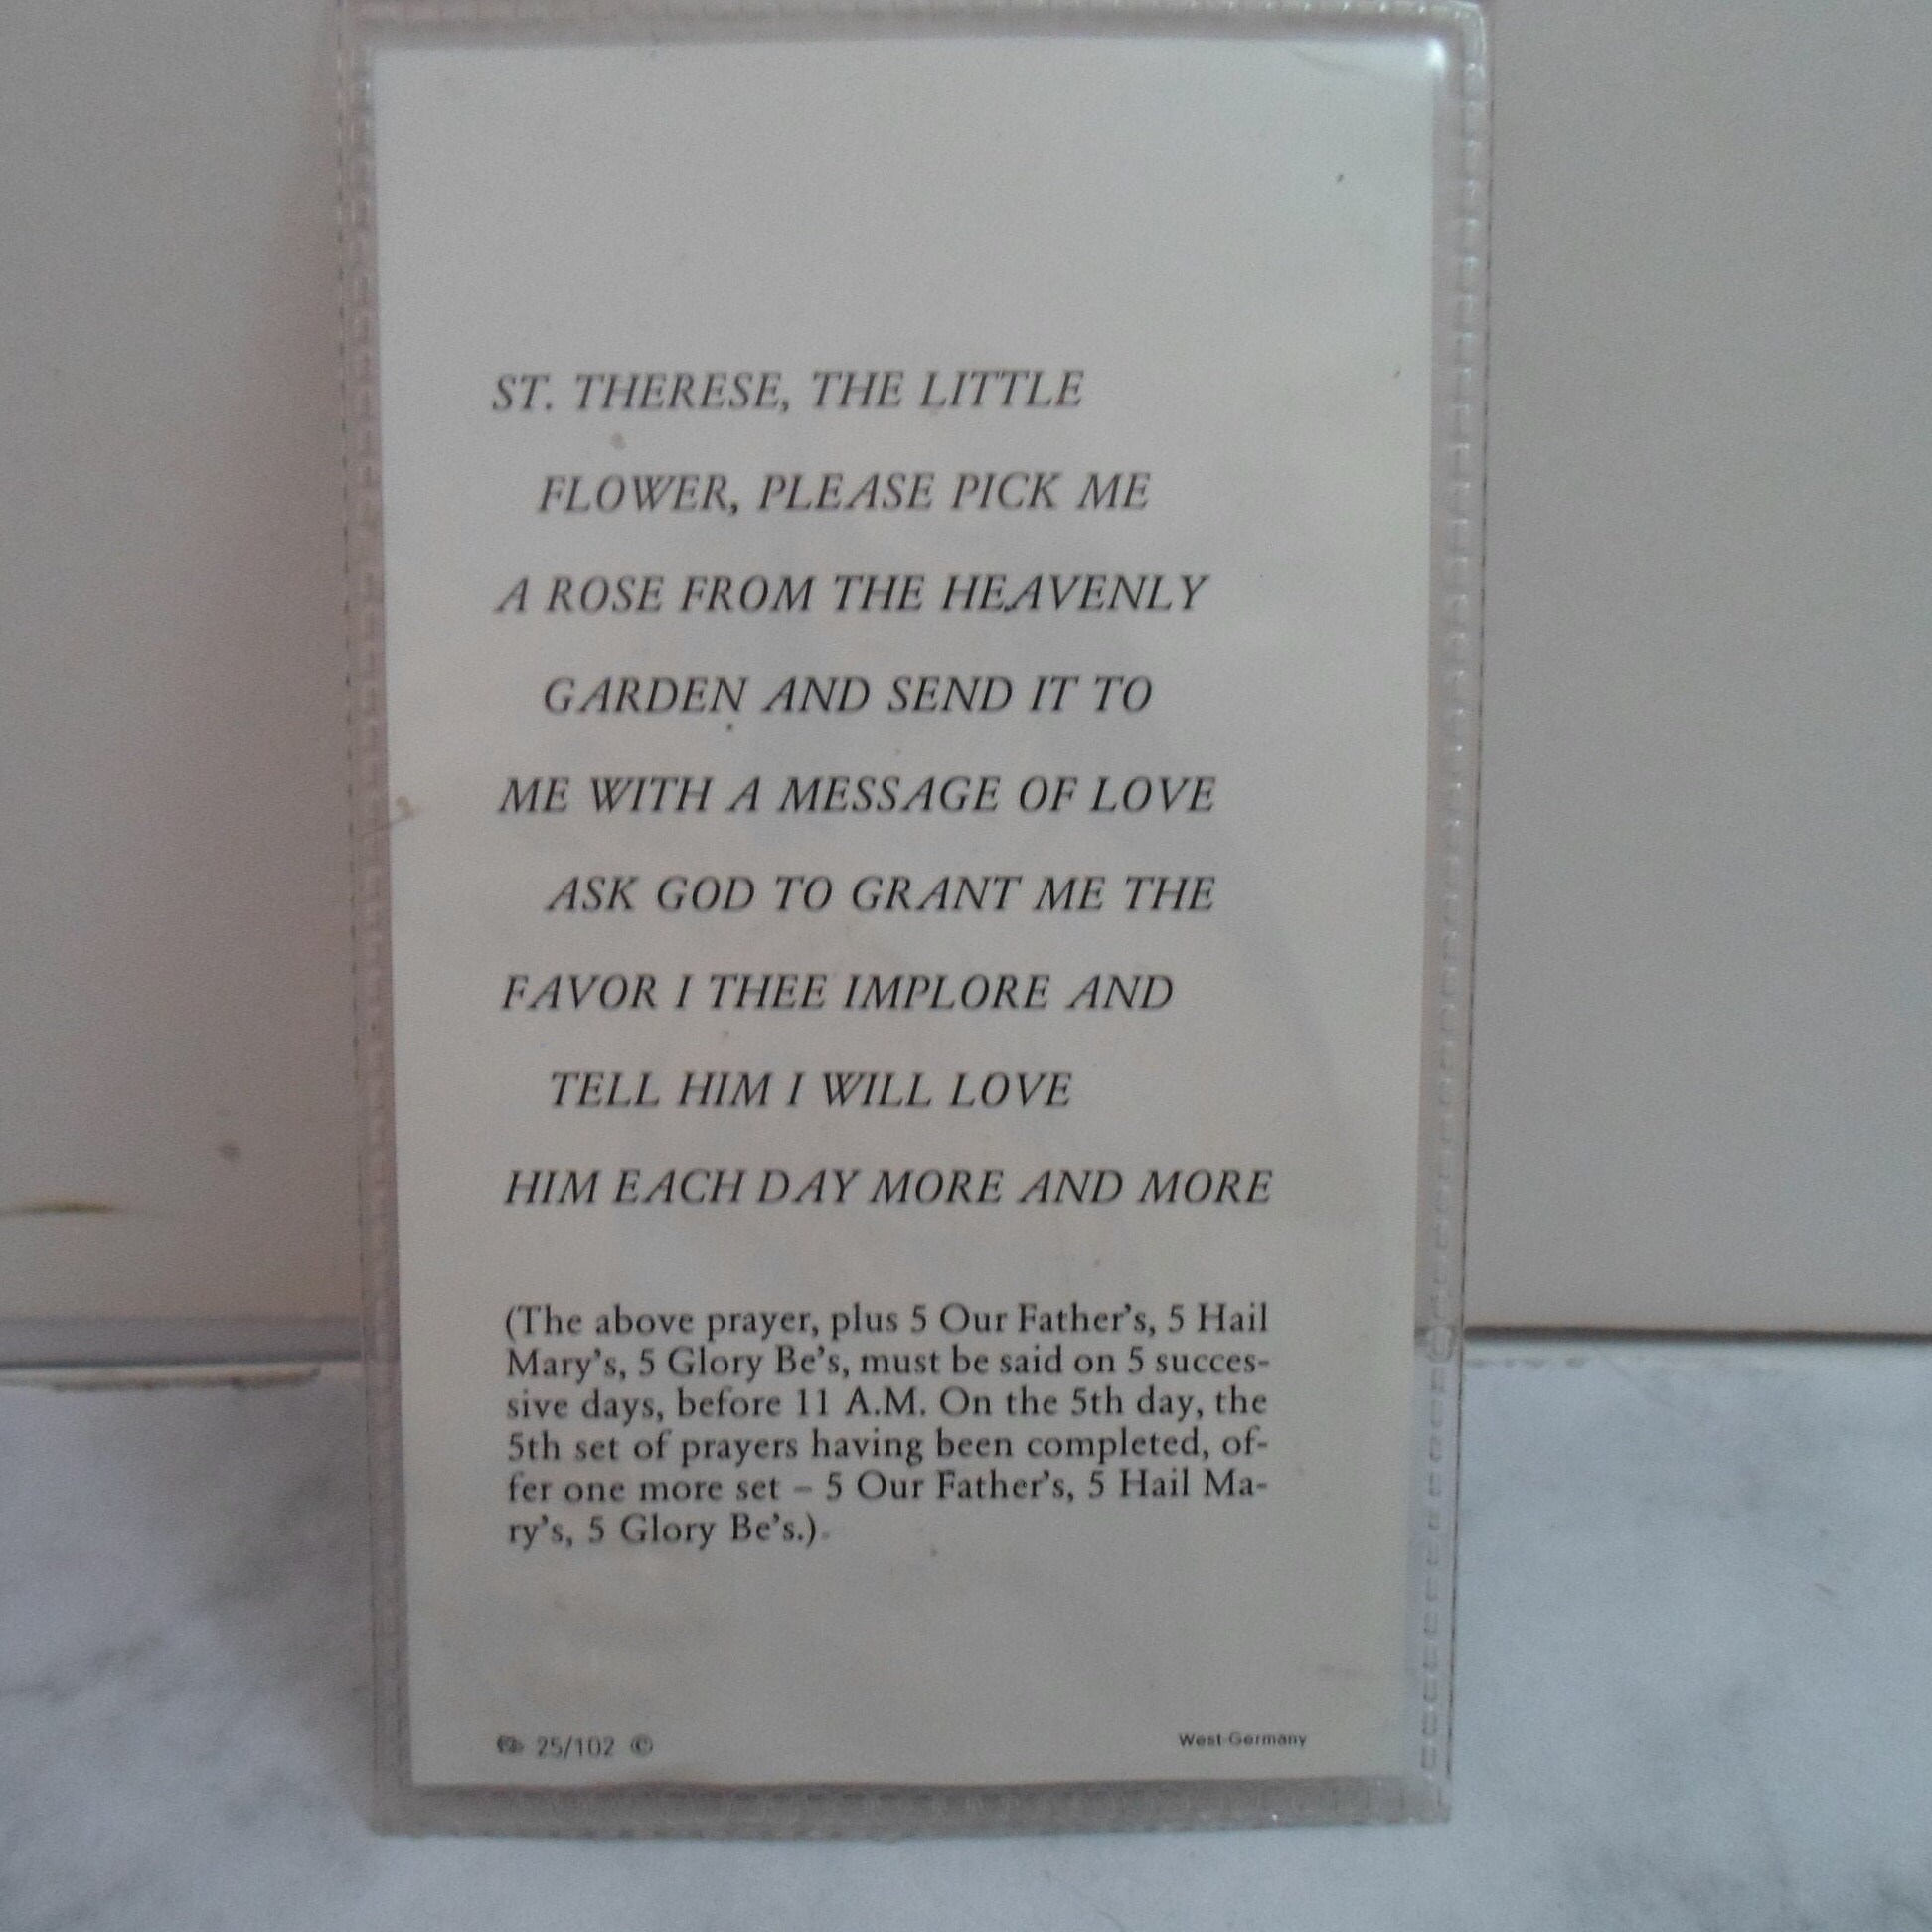 ST. THERESE, THE LITTLE
FLOWER, PLEASE PICK ME
A ROSE FROM THE HEAVENLY
GARDEN AND SEND IT TO
ME WITH A MESSAGE OF LOVE
ASK GOD TO GRANT ME THE
FAVOR I THEE IMPLORE AND
TELL HIM I WILL LOVE
HIM EACH DAY MORE AND MORE
(The above prayer, plus 5 Our Father's, 5 Hail
Mary's, 5 Glory Be's, must be said on 5 succes-
sive days, before 11 A.M. On the 5th day, the
5th set of prayers having been completed, of-
fer one more set – 5 Our Father's, 5 Hail Ma-
ry's, 5 Glory Be's.)
25/102 ©
West-Germany